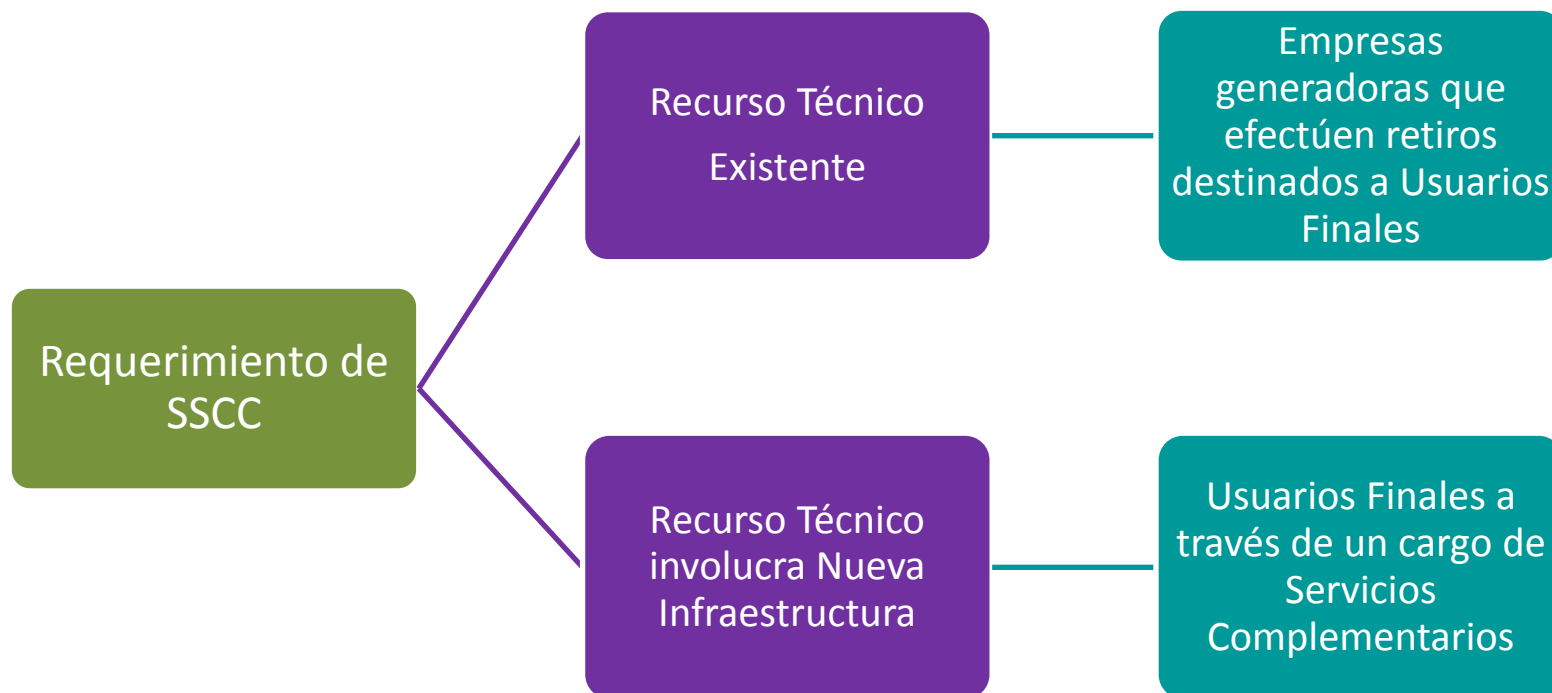 Requerimiento de
SSCC
Recurso Técnico
Existente
Empresas
generadoras que
efectúen retiros
destinados a Usuarios
Finales
Recurso Técnico
involucra Nueva
Infraestructura
Usuarios Finales a
través de un cargo de
Servicios
Complementarios